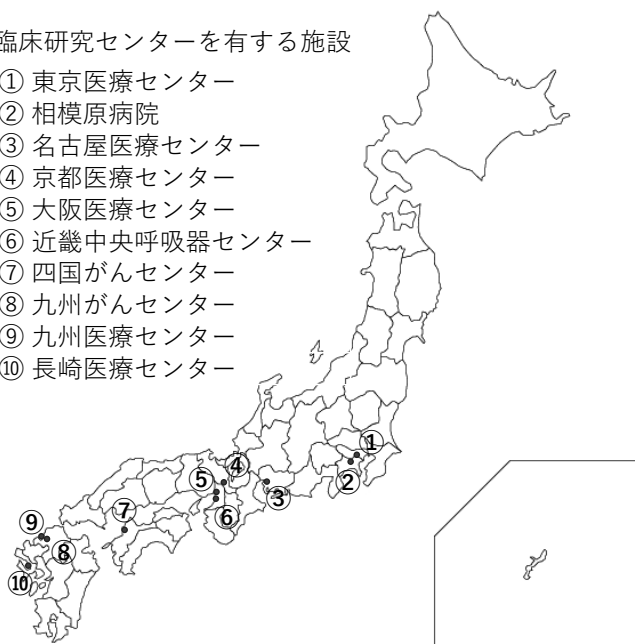 臨床研究センターを有する施設
① 東京医療センター
② 相模原病院
③ 名古屋医療センター
④ 京都医療センター
⑤ 大阪医療センター
⑥ 近畿中央呼吸器センター
⑦ 四国がんセンター
⑧ 九州がんセンター
⑨ 九州医療センター
⑩ 長崎医療センター
①
④
⑤
②
③
⑦
⑥
⑨
⑧
⑩